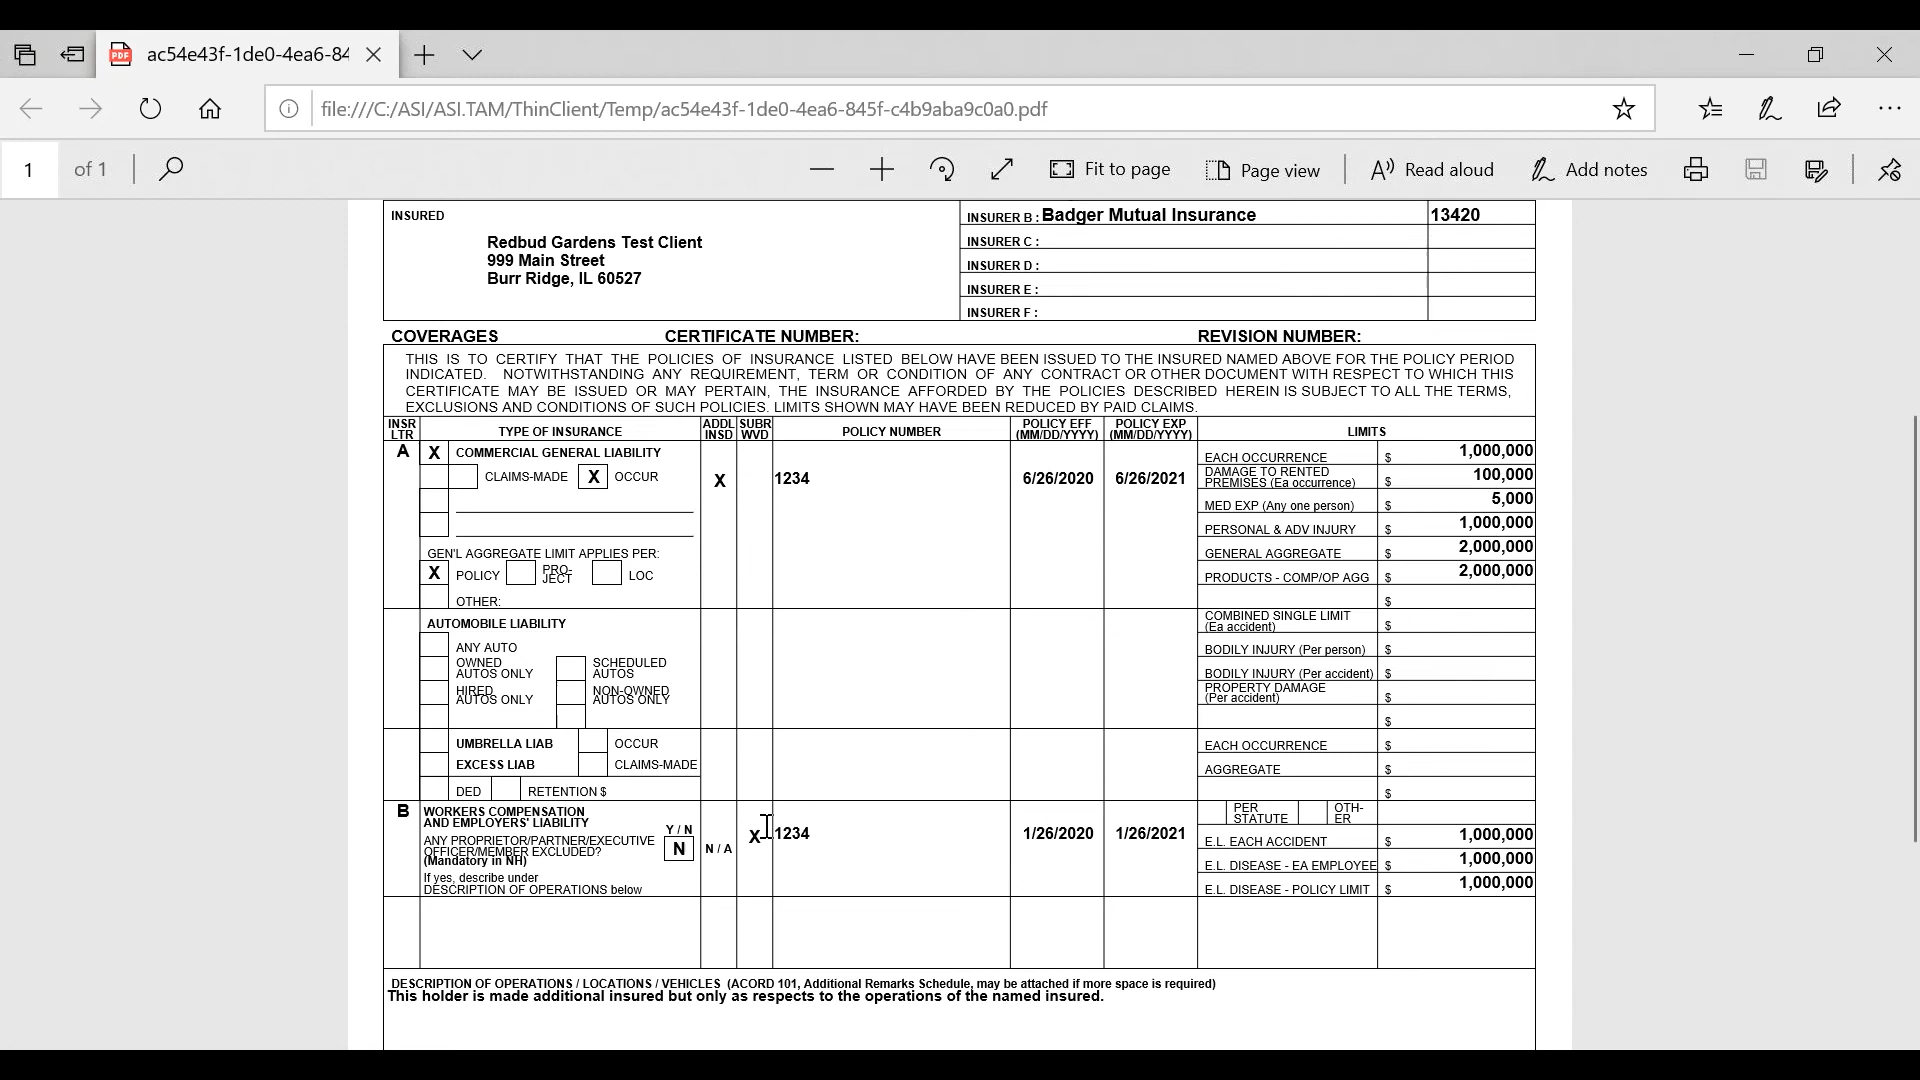 ac54e43f-1de0-4ea6-84
file:///C:/ASI/ASI.TAM/ThinClient/Temp/ac54e43f-1de0-4ea6-845f-c4b9aba9c0a0.pdf
1 of 1 Fit to page Page view Read aloud Add notes
INSURED
Redbud Gardens Test Client
999 Main Street
Burr Ridge, IL 60527
INSURER B : Badger Mutual Insurance 13420
INSURER C :
INSURER D :
INSURER E :
INSURER F :
COVERAGES CERTIFICATE NUMBER: REVISION NUMBER:
THIS IS TO CERTIFY THAT THE POLICIES OF INSURANCE LISTED BELOW HAVE BEEN ISSUED TO THE INSURED NAMED ABOVE FOR THE POLICY PERIOD
INDICATED. NOTWITHSTANDING ANY REQUIREMENT, TERM OR CONDITION OF ANY CONTRACT OR OTHER DOCUMENT WITH RESPECT TO WHICH THIS
CERTIFICATE MAY BE ISSUED OR MAY PERTAIN, THE INSURANCE AFFORDED BY THE POLICIES DESCRIBED HEREIN IS SUBJECT TO ALL THE TERMS,
EXCLUSIONS AND CONDITIONS OF SUCH POLICIES. LIMITS SHOWN MAY HAVE BEEN REDUCED BY PAID CLAIMS.
INSR LTR TYPE OF INSURANCE ADDL INSD SUBR WVD POLICY NUMBER POLICY EFF (MM/DD/YYYY) POLICY EXP (MM/DD/YYYY) LIMITS
A X COMMERCIAL GENERAL LIABILITY
CLAIMS-MADE X OCCUR X 1234 6/26/2020 6/26/2021
GEN'L AGGREGATE LIMIT APPLIES PER:
X POLICY PRO-JECT LOC
OTHER:
EACH OCCURRENCE $ 1,000,000
DAMAGE TO RENTED
PREMISES (Ea occurrence) $ 100,000
MED EXP (Any one person) $ 5,000
PERSONAL & ADV INJURY $ 1,000,000
GENERAL AGGREGATE $ 2,000,000
PRODUCTS - COMP/OP AGG $ 2,000,000
$
AUTOMOBILE LIABILITY
ANY AUTO
OWNED AUTOS ONLY SCHEDULED AUTOS
HIRED AUTOS ONLY NON-OWNED AUTOS ONLY
COMBINED SINGLE LIMIT
(Ea accident) $
BODILY INJURY (Per person) $
BODILY INJURY (Per accident) $
PROPERTY DAMAGE
(Per accident) $
$
UMBRELLA LIAB OCCUR
EXCESS LIAB CLAIMS-MADE
DED RETENTION $
EACH OCCURRENCE $
AGGREGATE $
$
B WORKERS COMPENSATION
AND EMPLOYERS' LIABILITY
Y / N
ANY PROPRIETOR/PARTNER/EXECUTIVE
OFFICER/MEMBER EXCLUDED? N N / A X 1234 1/26/2020 1/26/2021
(Mandatory in NH)
If yes, describe under
DESCRIPTION OF OPERATIONS below
PER STATUTE OTH-ER
E.L. EACH ACCIDENT $ 1,000,000
E.L. DISEASE - EA EMPLOYEE $ 1,000,000
E.L. DISEASE - POLICY LIMIT $ 1,000,000
DESCRIPTION OF OPERATIONS / LOCATIONS / VEHICLES (ACORD 101, Additional Remarks Schedule, may be attached if more space is required)
This holder is made additional insured but only as respects to the operations of the named insured.